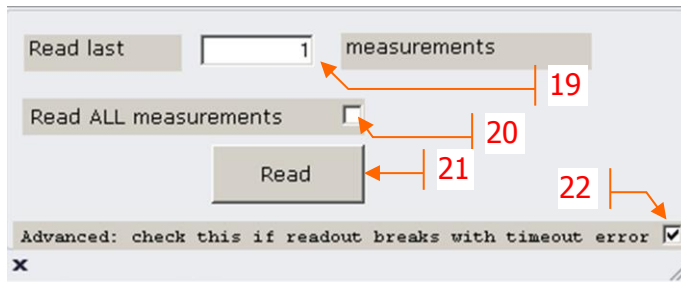 Read last 1 measurements
19
Read ALL measurements
20
Read 21
22
Advanced: check this if readout breaks with timeout error
x